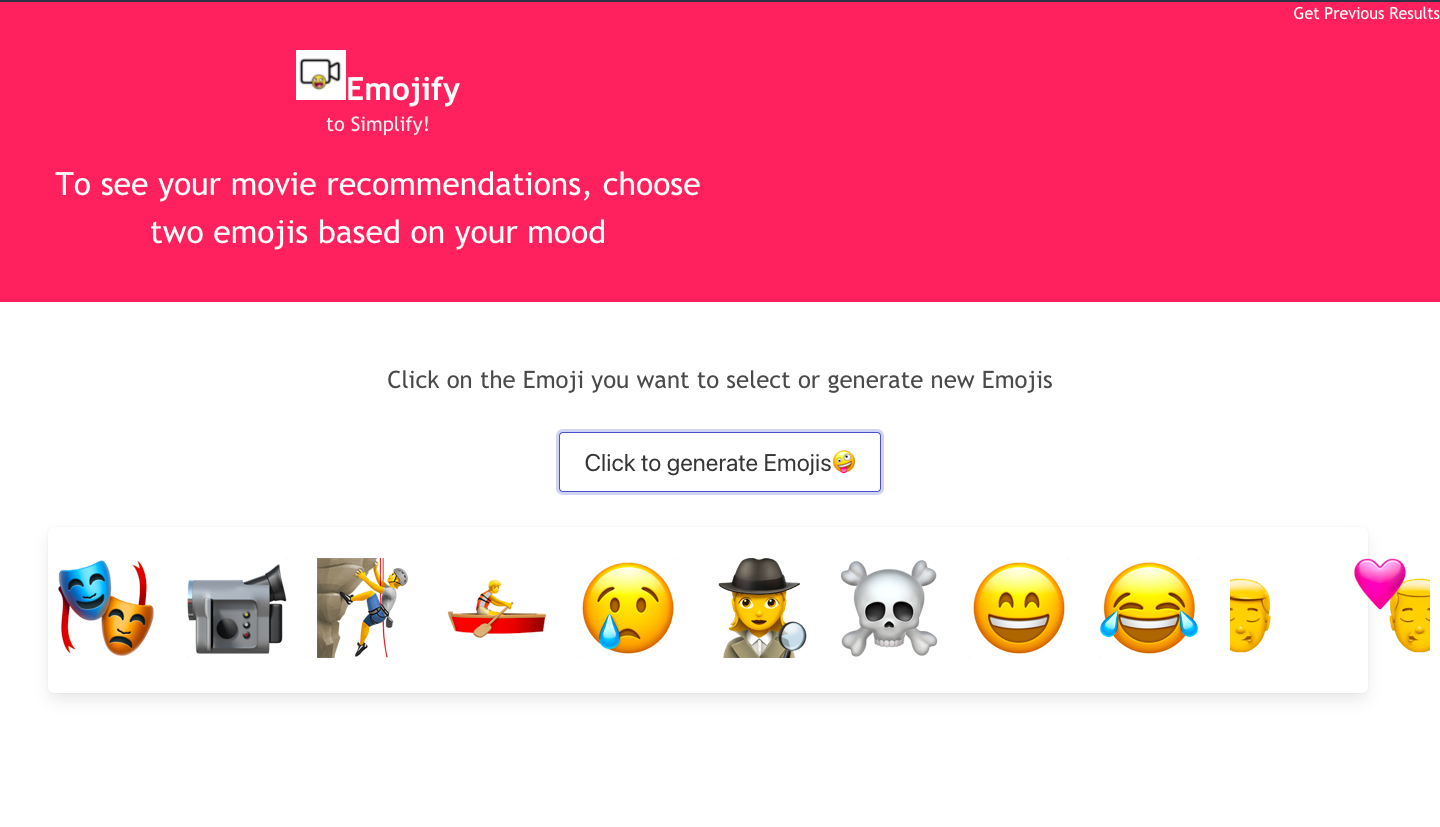 Get Previous Results
Emojify
to Simplify!
To see your movie recommendations, choose
two emojis based on your mood
Click on the Emoji you want to select or generate new Emojis
Click to generate Emojis🤪